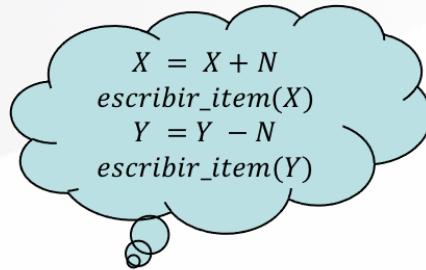 X = X + N
escribir_item(X)
Y = Y − N
escribir_item(Y)